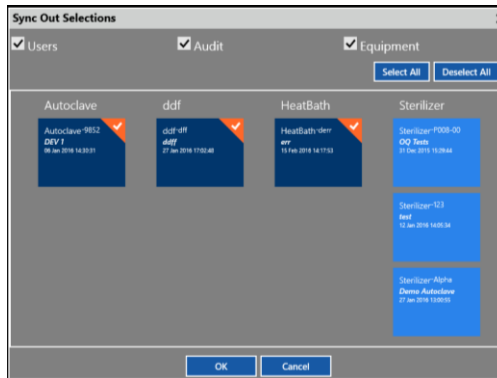 Sync Out Selections
Users
Audit
Equipment
Select All
Deselect All
Autoclave
ddf
HeatBath
Sterilizer
Autoclave-9852
DEV 1
06 Jan 2016 14:33:31
ddf-dff
ddff
27 Jan 2016 17:02:48
HeatBath-derr
err
15 Feb 2016 14:17:53
Sterilizer-F008-00
OQ Tests
21 Dec 2015 15:39:44
Sterilizer-123
test
12 Jan 2016 14:05:34
Sterilizer-Alpha
Demo Autoclave
27 Jan 2016 13:00:55
OK
Cancel